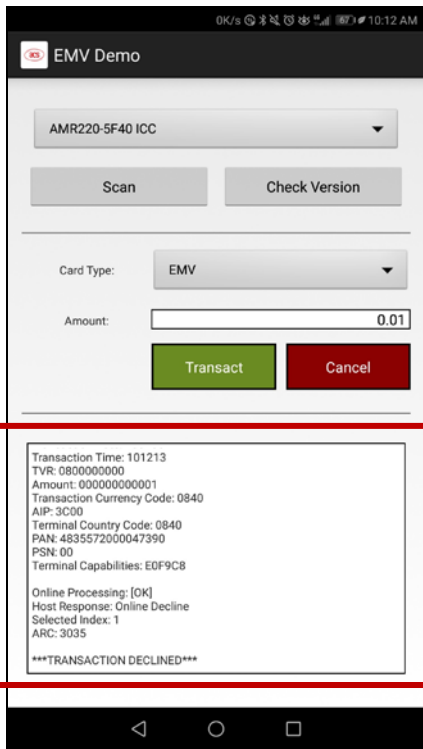 0K/s 67 10:12 AM
ACS EMV Demo
AMR220-5F40 ICC
Scan Check Version
Card Type: EMV
Amount: 0.01
Transact Cancel
Transaction Time: 101213
TVR: 0800000000
Amount: 000000000001
Transaction Currency Code: 0840
AIP: 3C00
Terminal Country Code: 0840
PAN: 4835572000047390
PSN: 00
Terminal Capabilities: E0F9C8
Online Processing: [OK]
Host Response: Online Decline
Selected Index: 1
ARC: 3035
***TRANSACTION DECLINED***